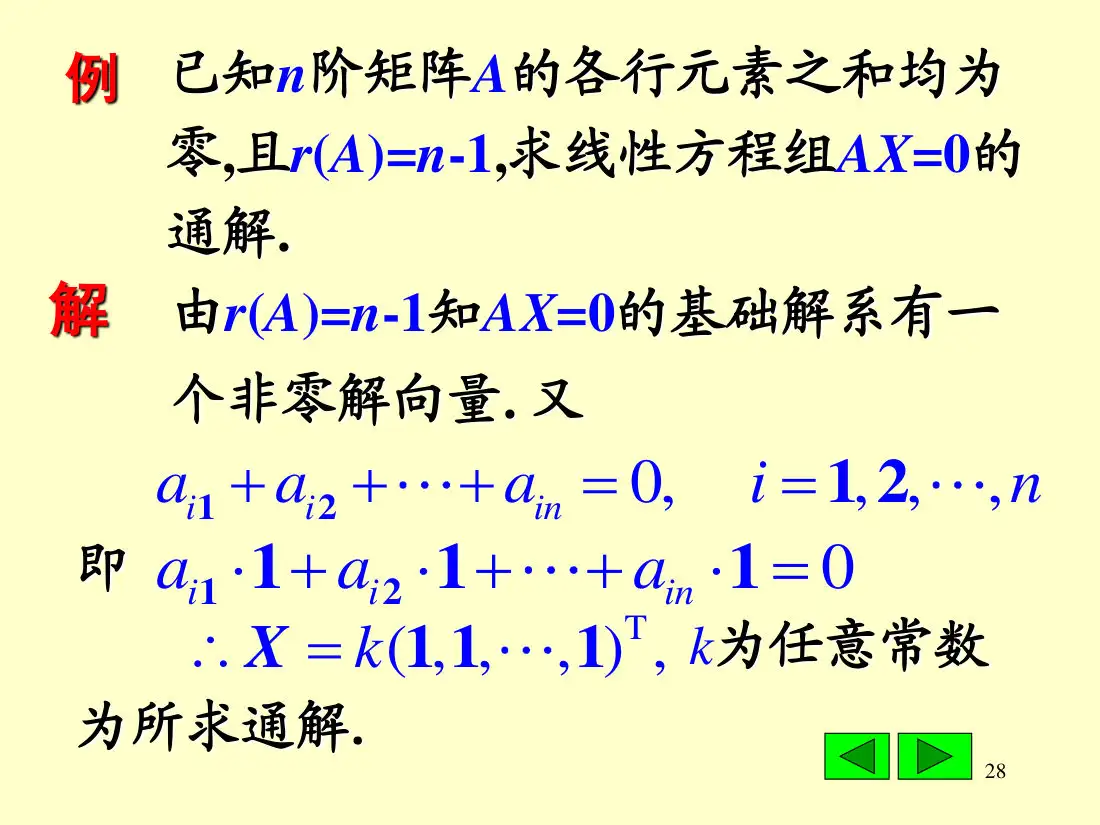 例 已知n阶矩阵A的各行元素之和均为
零,且r(A)=n-1,求线性方程组AX=0的
通解.
解 由r(A)=n-1知AX=0的基础解系有一
个非零解向量.又
a_{i1}+a_{i2}+⋯+a_{in}=0, i=1,2,⋯,n
即 a_{i1}·1+a_{i2}·1+⋯+a_{in}·1=0
∴X=k(1,1,⋯,1)^T, k为任意常数
为所求通解.
28